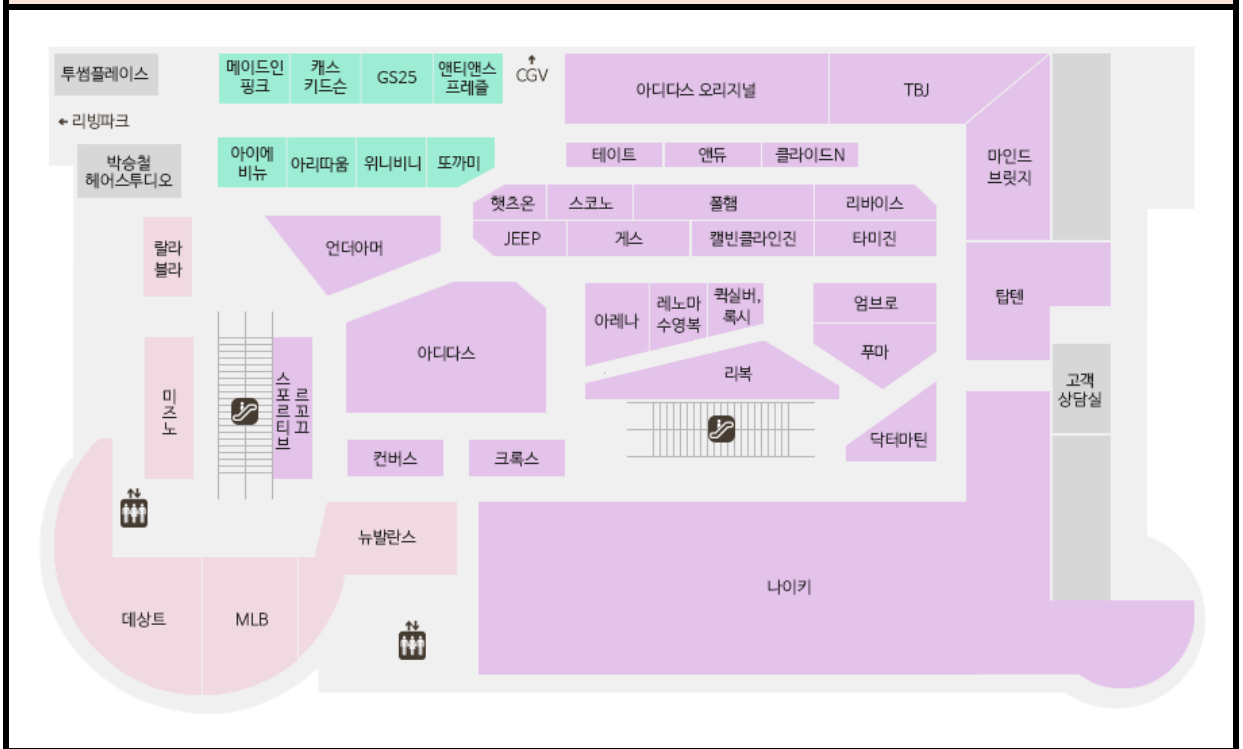 투썸플레이스
메이드인
핑크
캐스
키드슨
GS25
앤티앤스
프레즐
CGV
아디다스 오리지널
TBJ
리빙파크
박승철
헤어스투디오
아이에
비뉴
아리따움
위니비니
또까미
테이트
앤듀
클라이드N
마인드
브릿지
햇츠온
스코노
폴햄
리바이스
JEEP
게스
캘빈클라인진
타미진
랄라
블라
언더아머
아디다스
아레나
레노마
수영복
퀵실버,
록시
엄브로
탑텐
푸마
리복
고객
상담실
미즈노
르꼬끄
스포르티브
닥터마틴
컨버스
크록스
뉴발란스
나이키
데상트
MLB